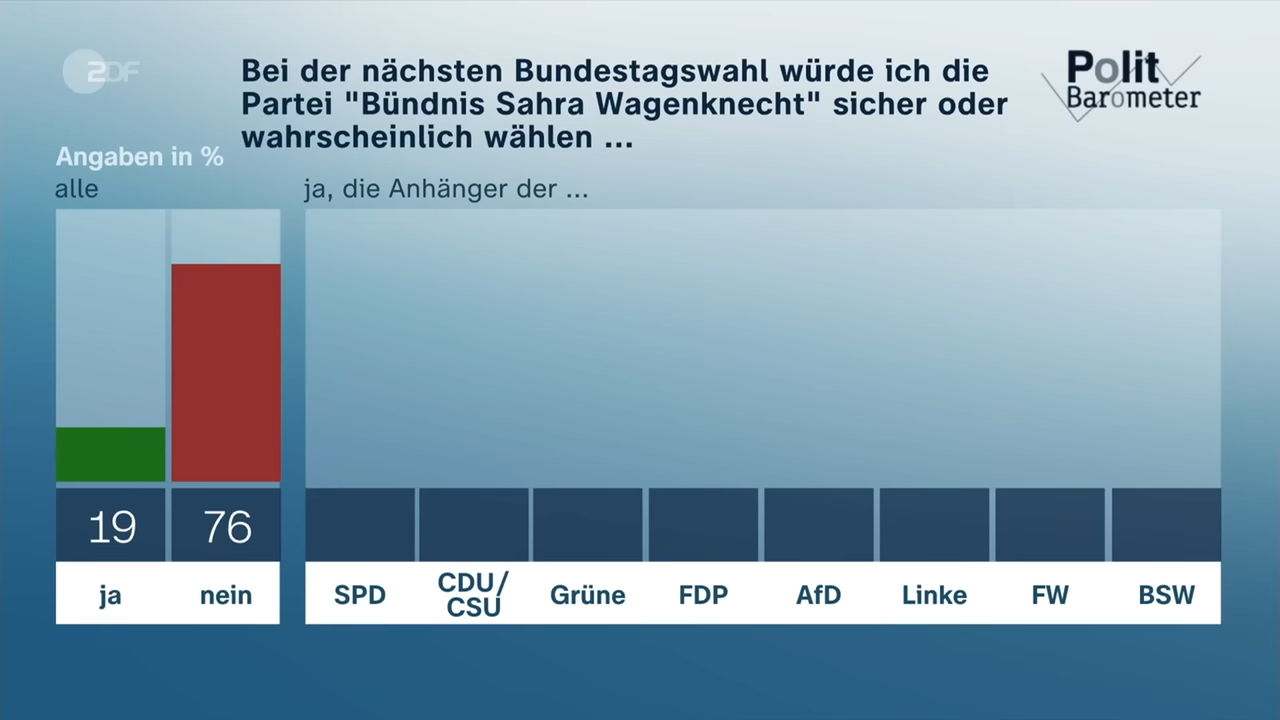 ZDF
Bei der nächsten Bundestagswahl würde ich die
Partei "Bündnis Sahra Wagenknecht" sicher oder
wahrscheinlich wählen ...
Polit
Barometer
Angaben in %
alle
ja, die Anhänger der ...
19
76
ja
nein
SPD
CDU/
CSU
Grüne
FDP
AfD
Linke
FW
BSW